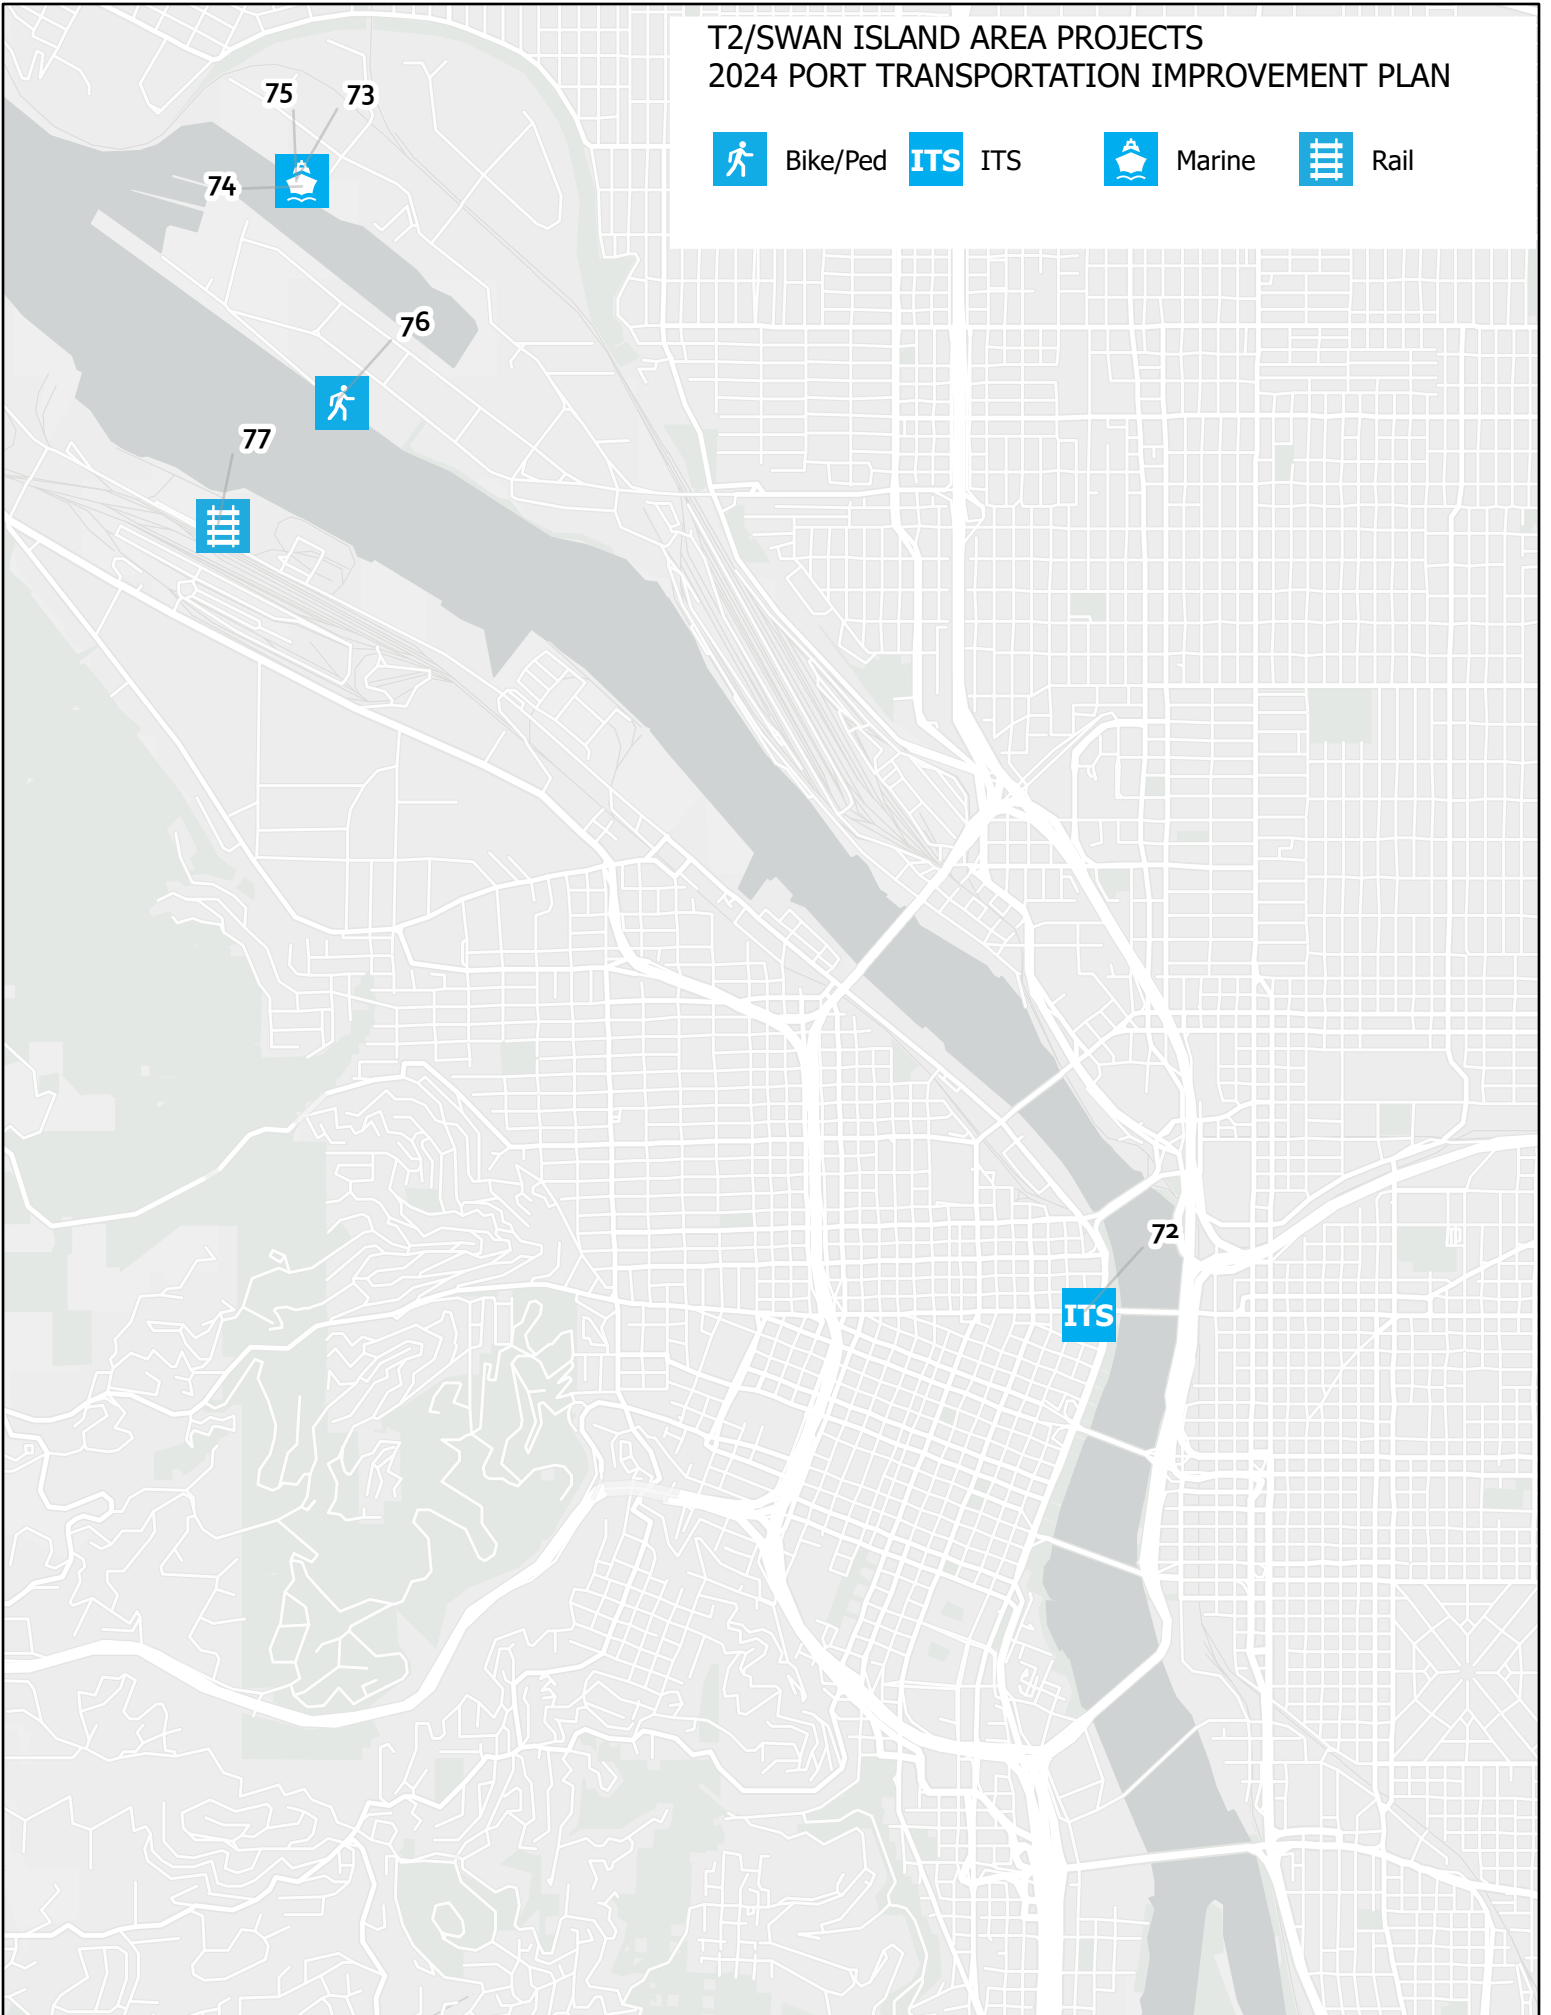 T2/SWAN ISLAND AREA PROJECTS
2024 PORT TRANSPORTATION IMPROVEMENT PLAN
Bike/Ped
ITS
ITS
Marine
Rail
75
73
74
76
77
72
ITS